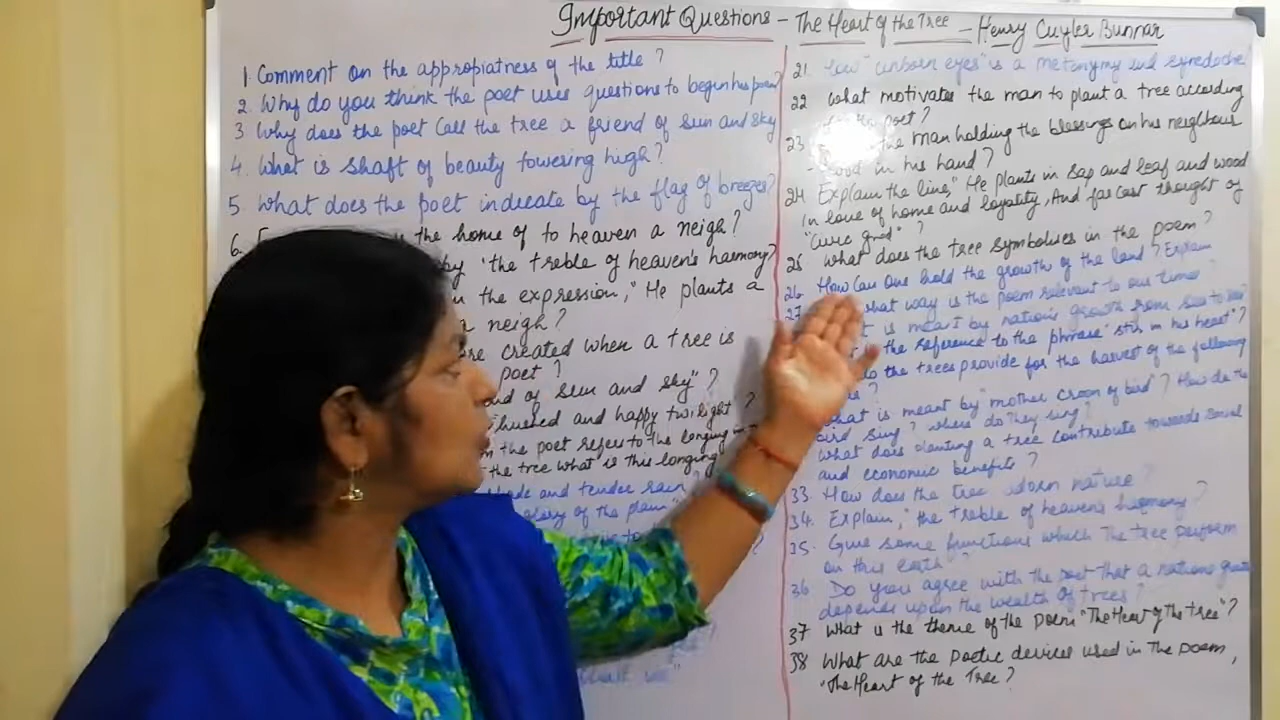 Important Questions - The Heart of the Tree - Henry Cuyler Bunnar
1. Comment on the appropiatness of the title ?
2. Why do you think the poet uses questions to begin his poem?
3 Why does the poet Call the tree a friend of sun and sky
4. What is shaft of beauty towering high?
5. What does the poet indicate by the flag of breezes?
6. the home of to heaven a neigh?
by 'the treble of heaven's harmony?
the expression, "He plants a
a neigh?
created when a tree is
poet ?
of sun and sky" ?
hushed and happy twilight ?
the poet refers to the longing in
the tree what is this longing
and tender rain ?
of the plain"
?
21. How "unborn eyes" is a metonymy and synedoche
22 What motivates the man to plant a tree according
poet ?
23 the man holding the blessings on his neighbour
in his hand ?
24 Explain the line, "He plants in sap and leaf and wood
In love of home and loyality, And far cast thought of
"Civic good" ?
25 What does the tree symbolises in the poem ?
26 How Can One hold the growth of the land ? Explain
27 what way is the poem relevant to our time ?
is meant by nation's growth from sea to sea?
the reference to the phrase "stir in his heart"?
the trees provide for the harvest of the following
?
What is meant by "mother croon of bird" ? How do the
bird sing ? where do they sing ?
What does planting a tree contribute towards social
and economic benefits ?
33. How does the tree adorn nature ?
34. Explain, "the treble of heaven's harmony ?
35. Give some functions which the tree perform
on this earth ?
36 Do you agree with the poet that a nations growth
depends upon the wealth of trees ?
37 What is the theme of the poem "The Heart of the tree"?
38 What are the poetic devices used in the poem,
"The Heart of the Tree ?